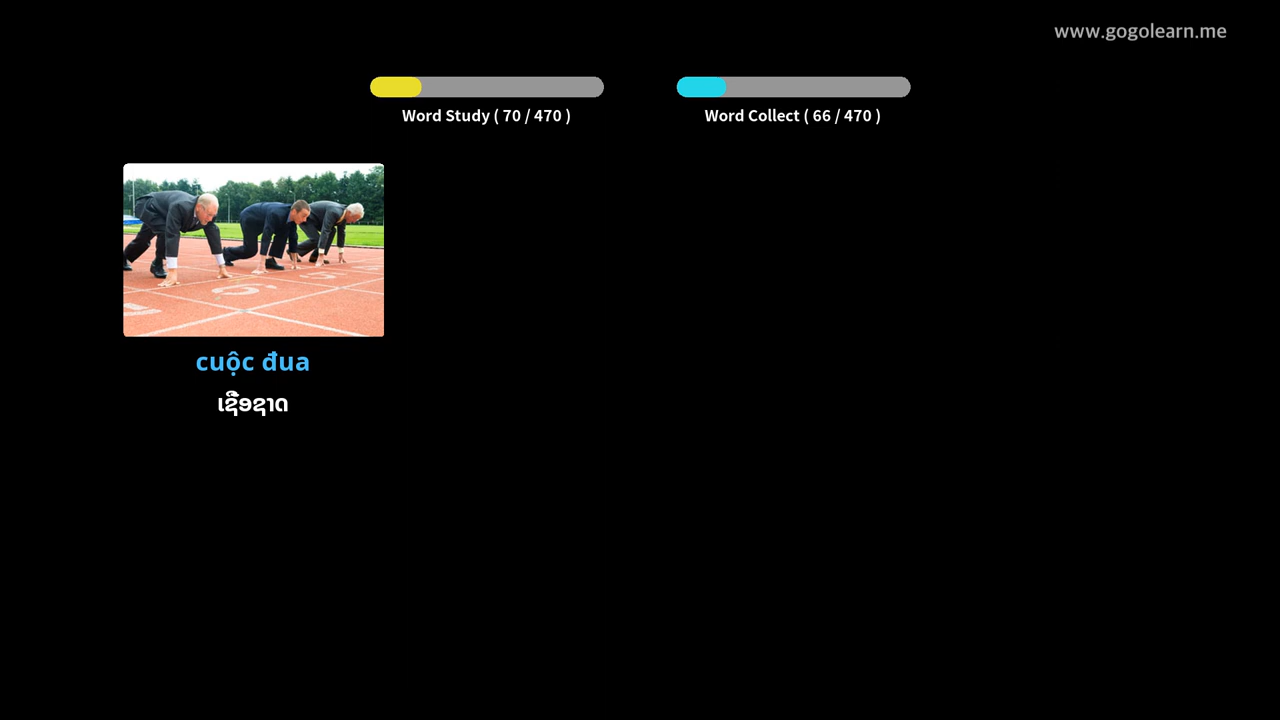 www.gogolearn.me
Word Study ( 70 / 470 )
Word Collect ( 66 / 470 )
cuộc đua
ເຊື້ອຊາດ